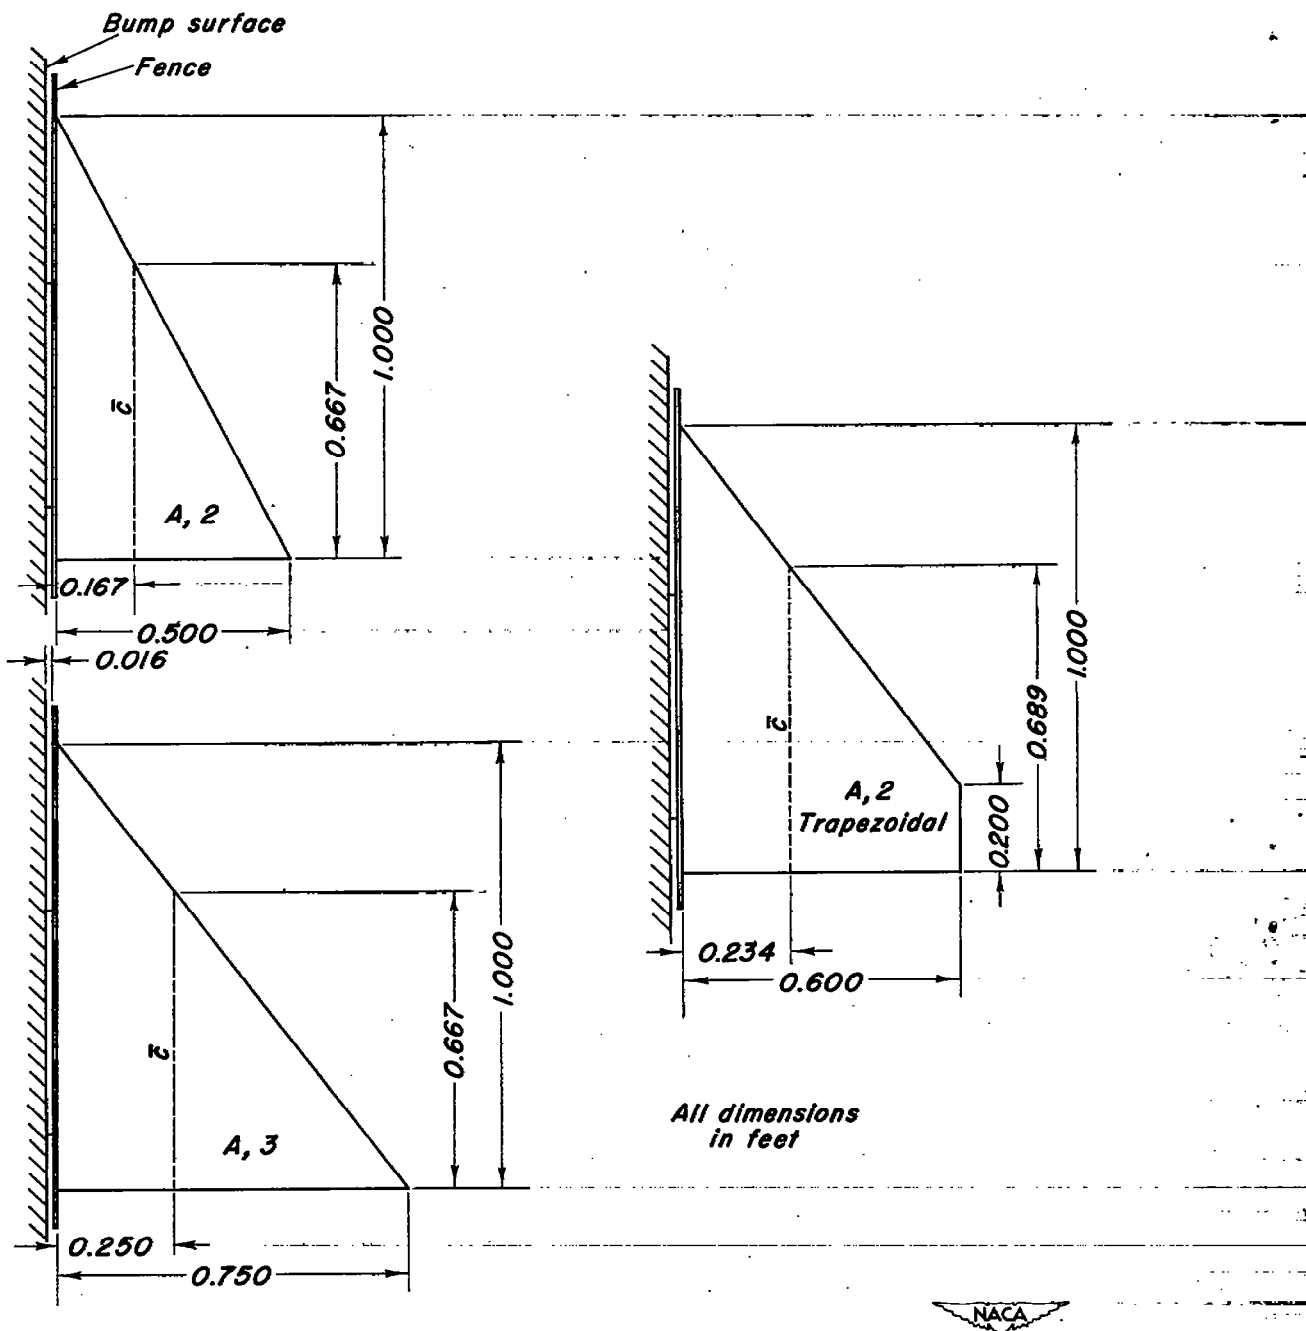 Bump surface
Fence
1.000
0.667
c̄
A, 2
0.167
0.500
0.016
1.000
0.667
c̄
A, 3
0.250
0.750
1.000
0.689
c̄
A, 2
Trapezoidal
0.200
0.234
0.600
All dimensions
in feet
NACA